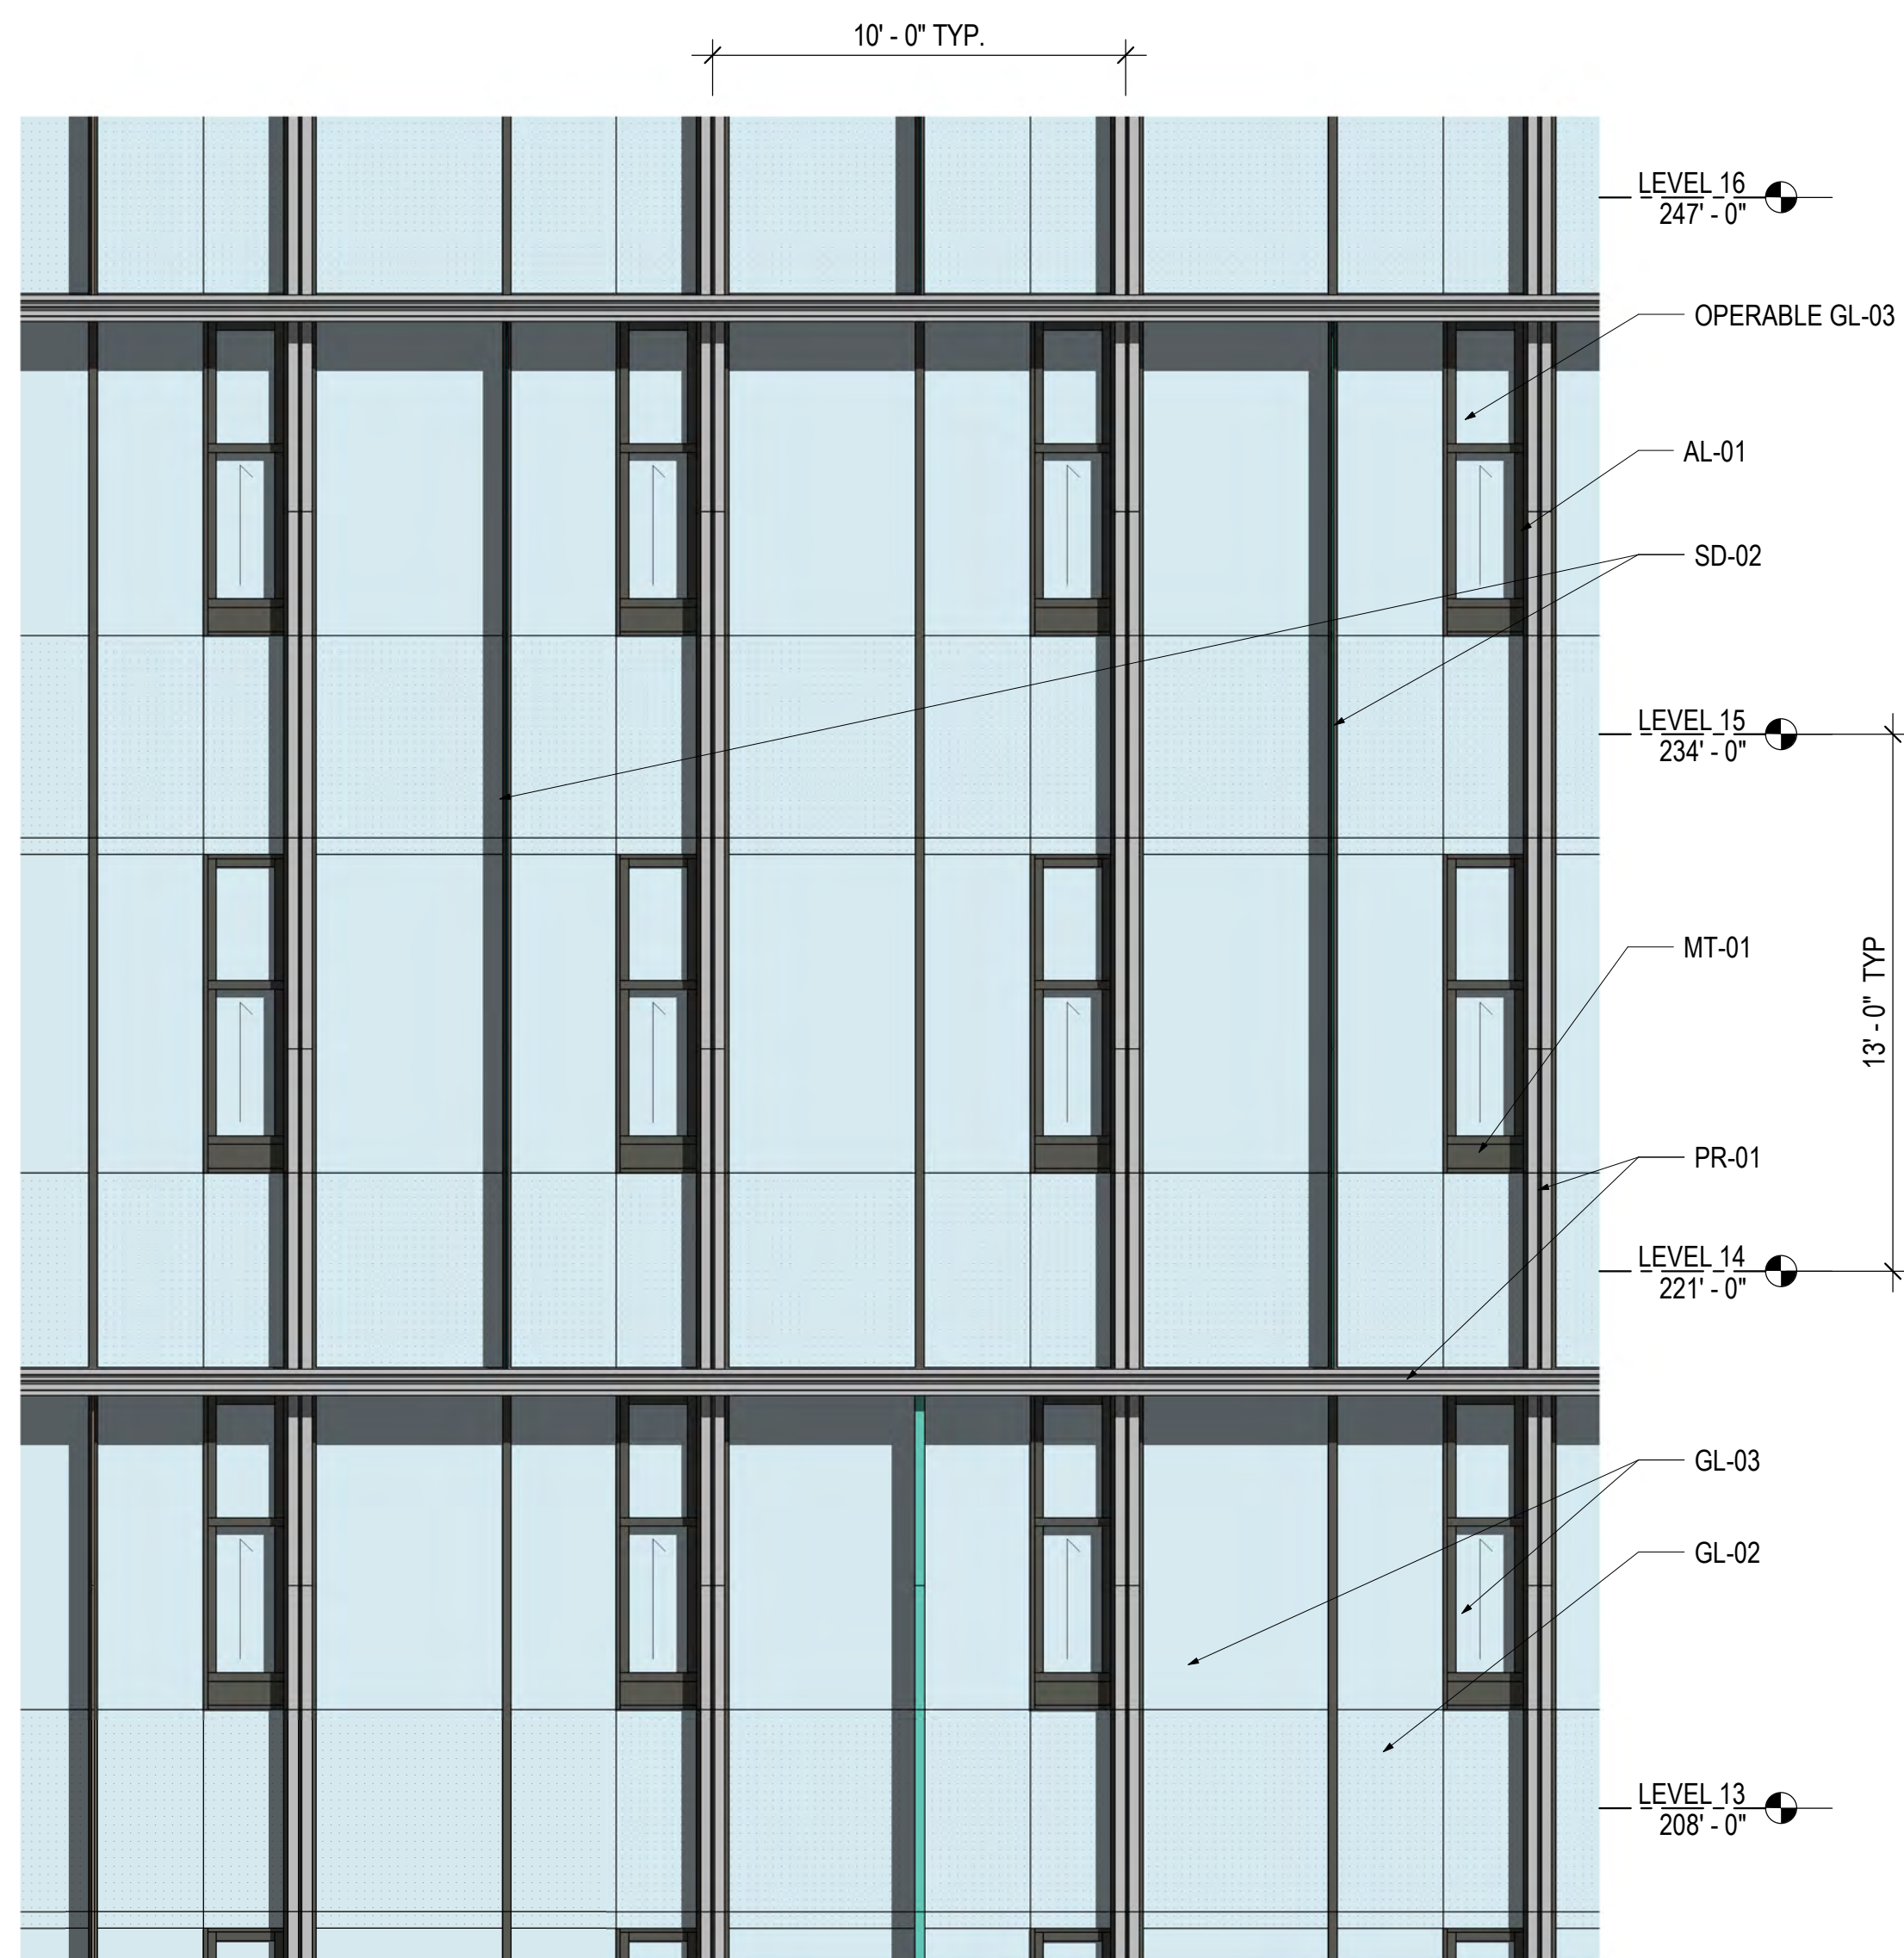 10' - 0" TYP.
LEVEL 16
247' - 0"
OPERABLE GL-03
AL-01
SD-02
LEVEL 15
234' - 0"
MT-01
13' - 0" TYP
PR-01
LEVEL 14
221' - 0"
GL-03
GL-02
LEVEL 13
208' - 0"